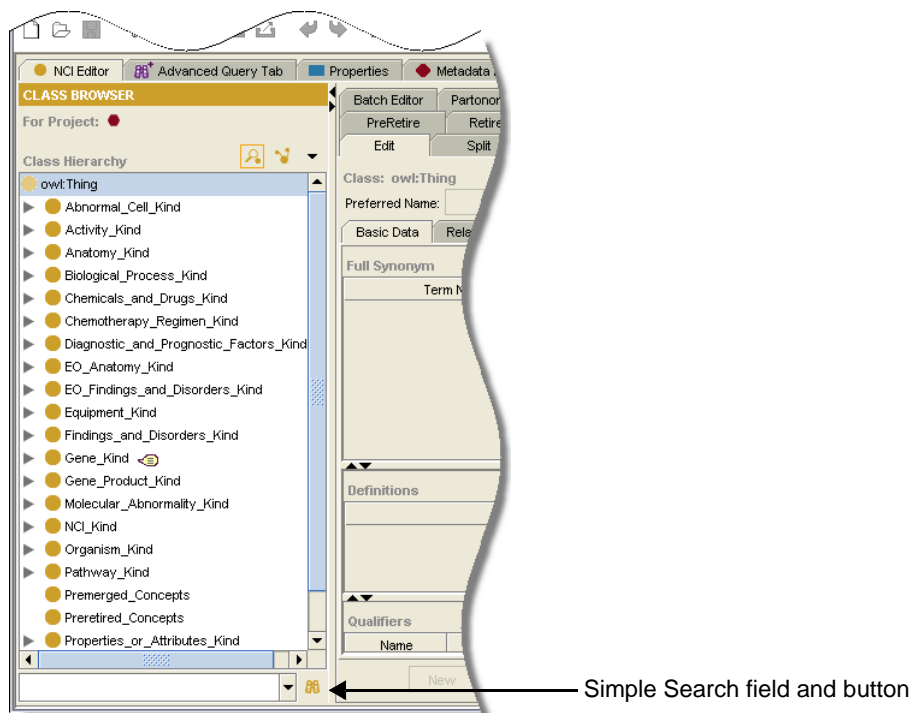 NCI Editor
Advanced Query Tab
Properties
Metadata
CLASS BROWSER
For Project:
Class Hierarchy
owl:Thing
Abnormal_Cell_Kind
Activity_Kind
Anatomy_Kind
Biological_Process_Kind
Chemicals_and_Drugs_Kind
Chemotherapy_Regimen_Kind
Diagnostic_and_Prognostic_Factors_Kind
EO_Anatomy_Kind
EO_Findings_and_Disorders_Kind
Equipment_Kind
Findings_and_Disorders_Kind
Gene_Kind
Gene_Product_Kind
Molecular_Abnormality_Kind
NCI_Kind
Organism_Kind
Pathway_Kind
Premerged_Concepts
Preretired_Concepts
Properties_or_Attributes_Kind
Batch Editor
Partonor
PreRetire
Retire
Edit
Split
Class: owl:Thing
Preferred Name:
Basic Data
Rela
Full Synonym
Term N
Definitions
Qualifiers
Name
New
Simple Search field and button